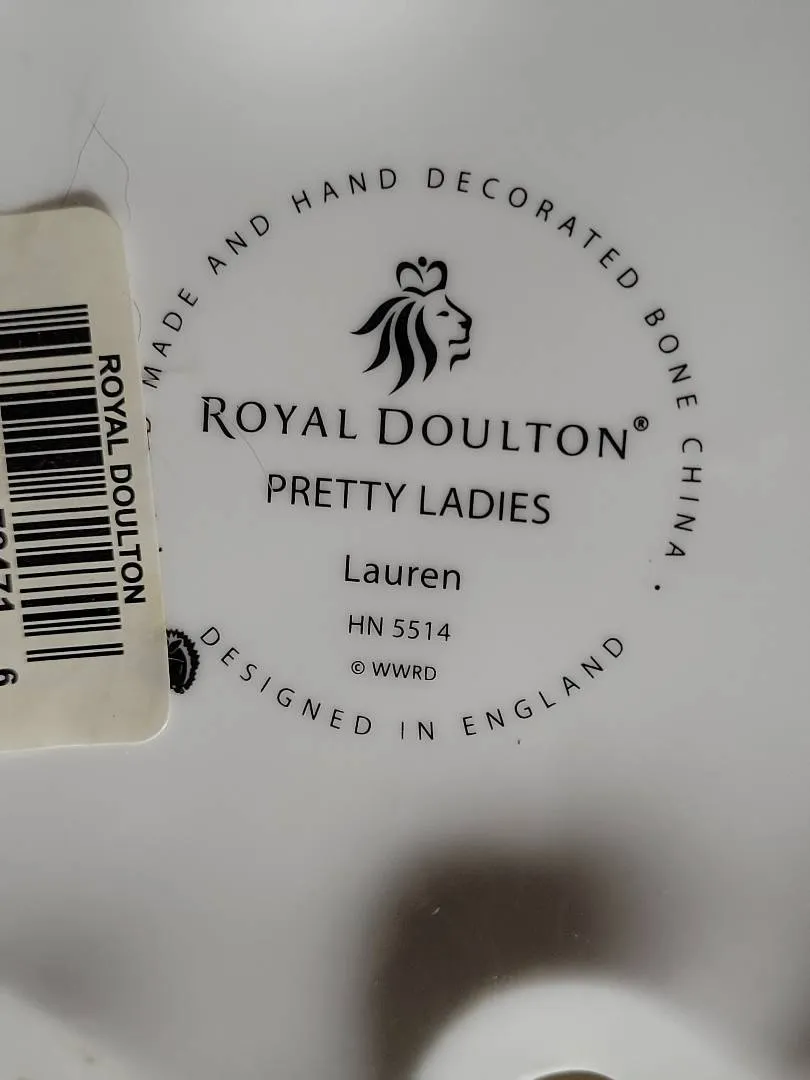 MADE AND HAND DECORATED BONE CHINA .
ROYAL DOULTON®
PRETTY LADIES
Lauren
HN 5514
© WWRD
DESIGNED IN ENGLAND
ROYAL DOULTON
6